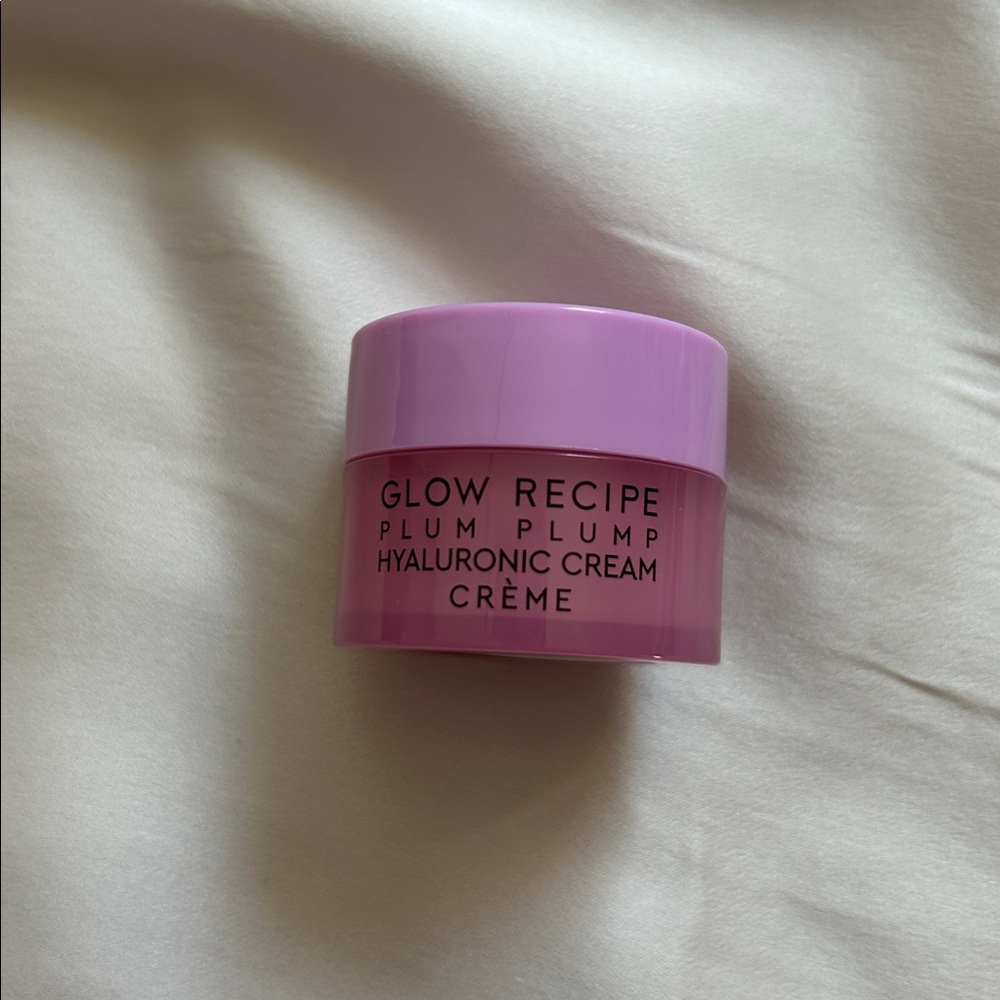 GLOW RECIPE
PLUM PLUMP
HYALURONIC CREAM
CRÈME